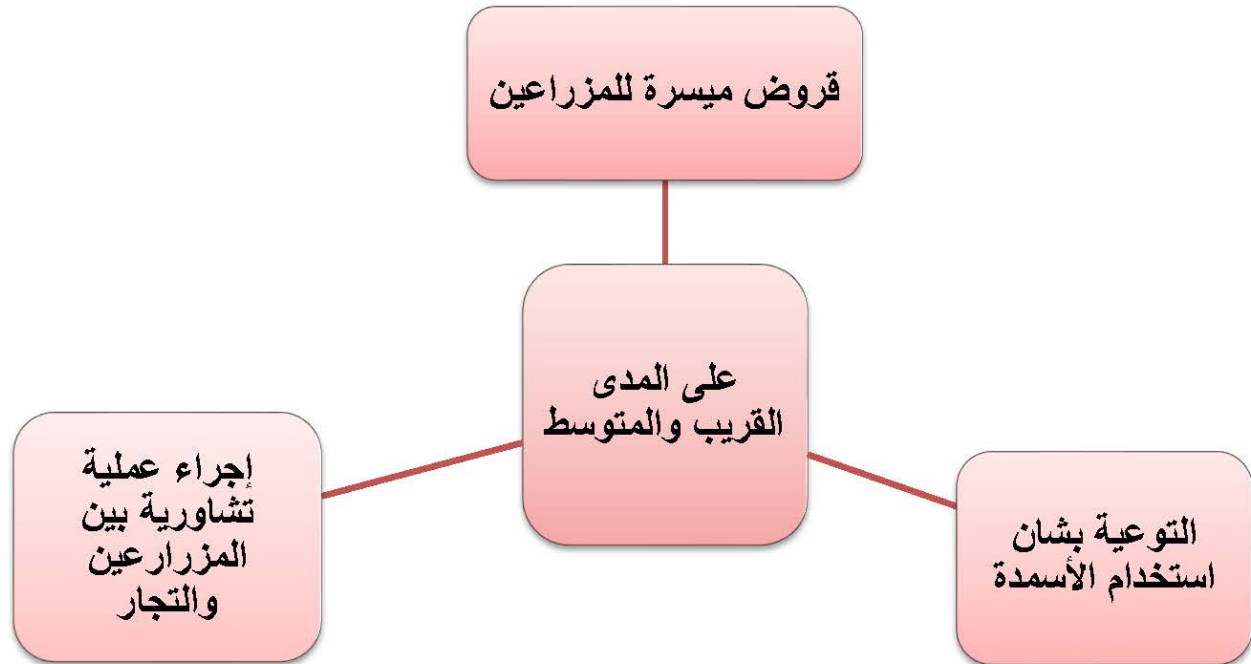 قروض ميسرة للمزراعين
على المدى
القريب والمتوسط
إجراء عملية
تشاورية بين
المزرارعين
والتجار
التوعية بشان
استخدام الأسمدة